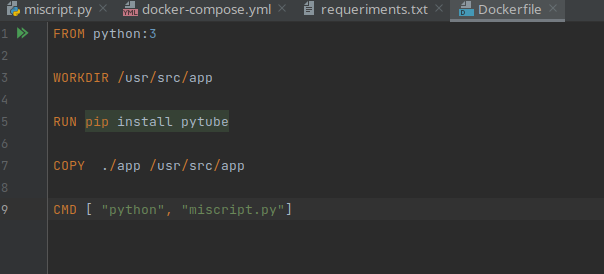 miscript.py docker-compose.yml requeriments.txt Dockerfile
1 FROM python:3
2
3 WORKDIR /usr/src/app
4
5 RUN pip install pytube
6
7 COPY ./app /usr/src/app
8
9 CMD [ "python", "miscript.py"]